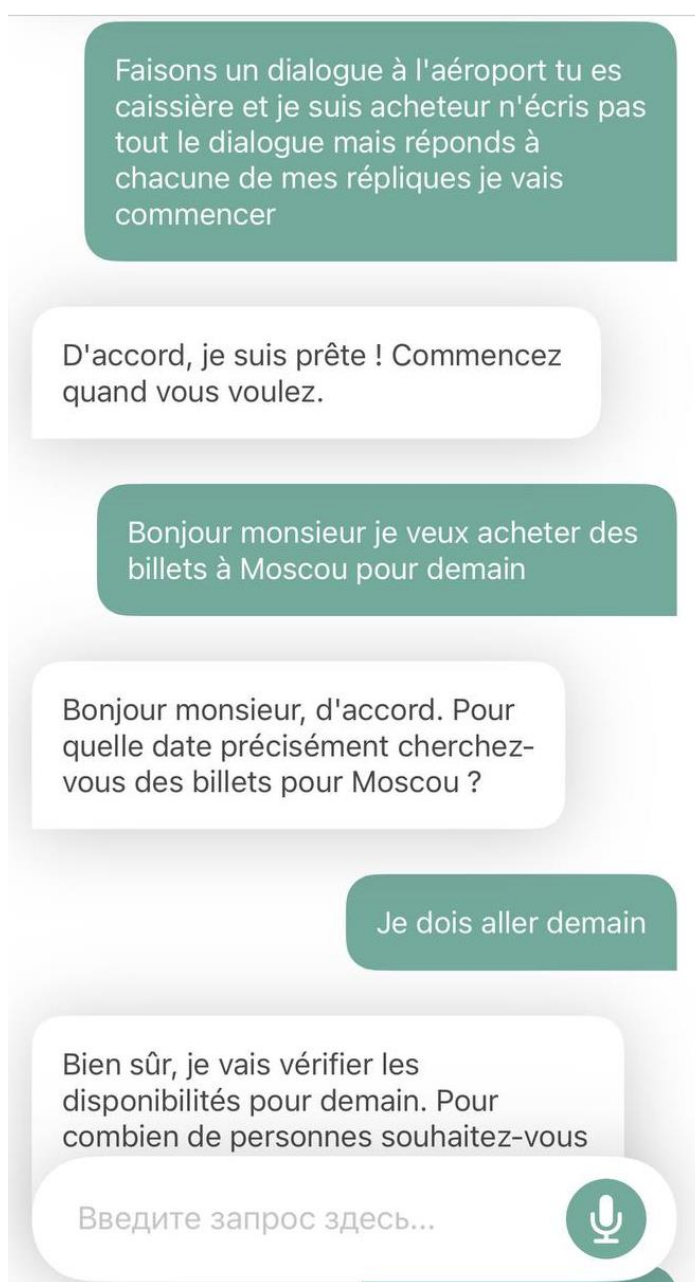 Faisons un dialogue à l'aéroport tu es
caissière et je suis acheteur n'écris pas
tout le dialogue mais réponds à
chacune de mes répliques je vais
commencer
D'accord, je suis prête ! Commencez
quand vous voulez.
Bonjour monsieur je veux acheter des
billets à Moscou pour demain
Bonjour monsieur, d'accord. Pour
quelle date précisément cherchez-
vous des billets pour Moscou ?
Je dois aller demain
Bien sûr, je vais vérifier les
disponibilités pour demain. Pour
combien de personnes souhaitez-vous
Введите запрос здесь...